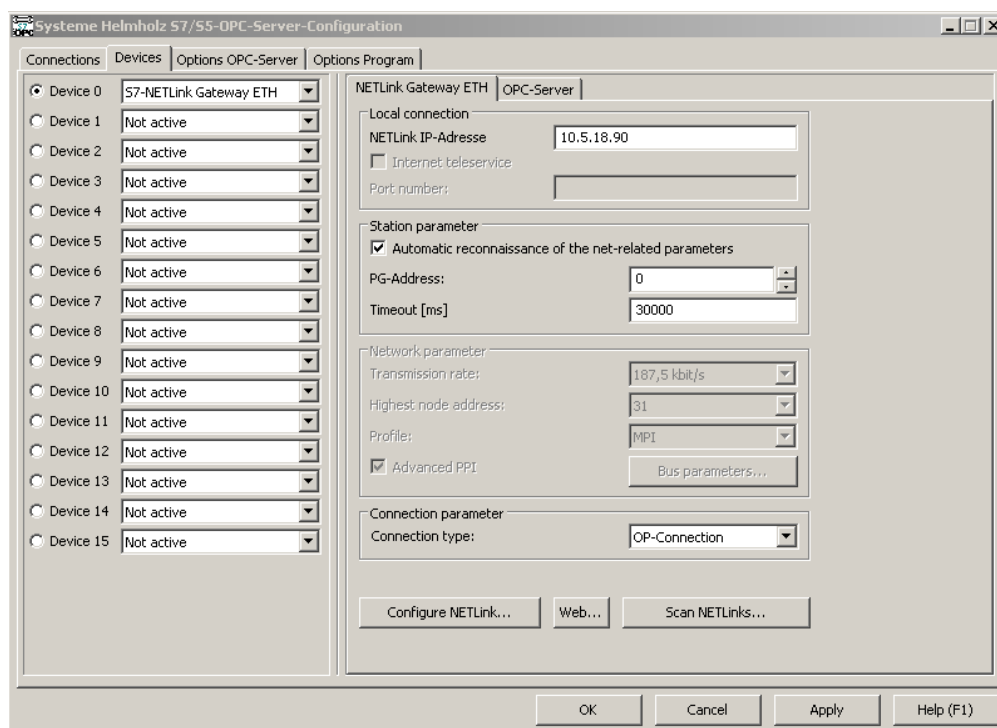 Systeme Helmholz S7/S5-OPC-Server-Configuration
Connections Devices Options OPC-Server Options Program
Device 0 S7-NETLink Gateway ETH
Device 1 Not active
Device 2 Not active
Device 3 Not active
Device 4 Not active
Device 5 Not active
Device 6 Not active
Device 7 Not active
Device 8 Not active
Device 9 Not active
Device 10 Not active
Device 11 Not active
Device 12 Not active
Device 13 Not active
Device 14 Not active
Device 15 Not active
NETLink Gateway ETH OPC-Server
Local connection
NETLink IP-Adresse 10.5.18.90
Internet teleservice
Port number:
Station parameter
Automatic reconnaissance of the net-related parameters
PG-Address: 0
Timeout [ms] 30000
Network parameter
Transmission rate: 187,5 kbit/s
Highest node address: 31
Profile: MPI
Advanced PPI Bus parameters...
Connection parameter
Connection type: OP-Connection
Configure NETLink... Web... Scan NETLinks...
OK Cancel Apply Help (F1)